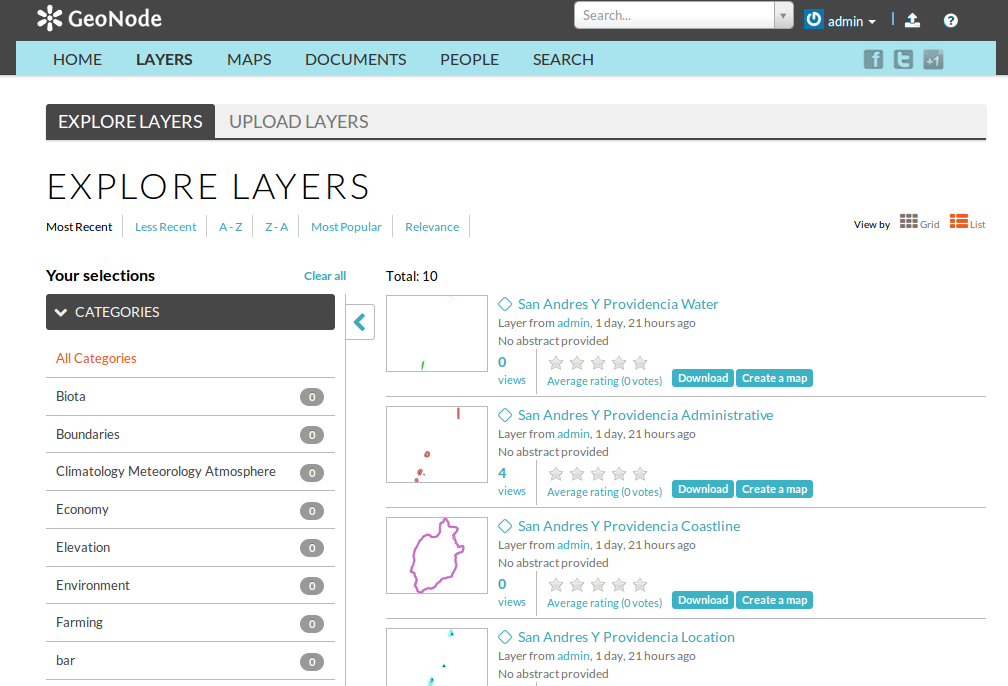 GeoNode
Search...
admin
HOME LAYERS MAPS DOCUMENTS PEOPLE SEARCH
f t +1
EXPLORE LAYERS UPLOAD LAYERS
EXPLORE LAYERS
Most Recent Less Recent A - Z Z - A Most Popular Relevance
View by Grid List
Your selections Clear all
CATEGORIES
All Categories
Biota 0
Boundaries 0
Climatology Meteorology Atmosphere 0
Economy 0
Elevation 0
Environment 0
Farming 0
bar 0
Total: 10
San Andres Y Providencia Water
Layer from admin, 1 day, 21 hours ago
No abstract provided
0 views
Average rating (0 votes) Download Create a map
San Andres Y Providencia Administrative
Layer from admin, 1 day, 21 hours ago
No abstract provided
4 views
Average rating (0 votes) Download Create a map
San Andres Y Providencia Coastline
Layer from admin, 1 day, 21 hours ago
No abstract provided
0 views
Average rating (0 votes) Download Create a map
San Andres Y Providencia Location
Layer from admin, 1 day, 21 hours ago
No abstract provided